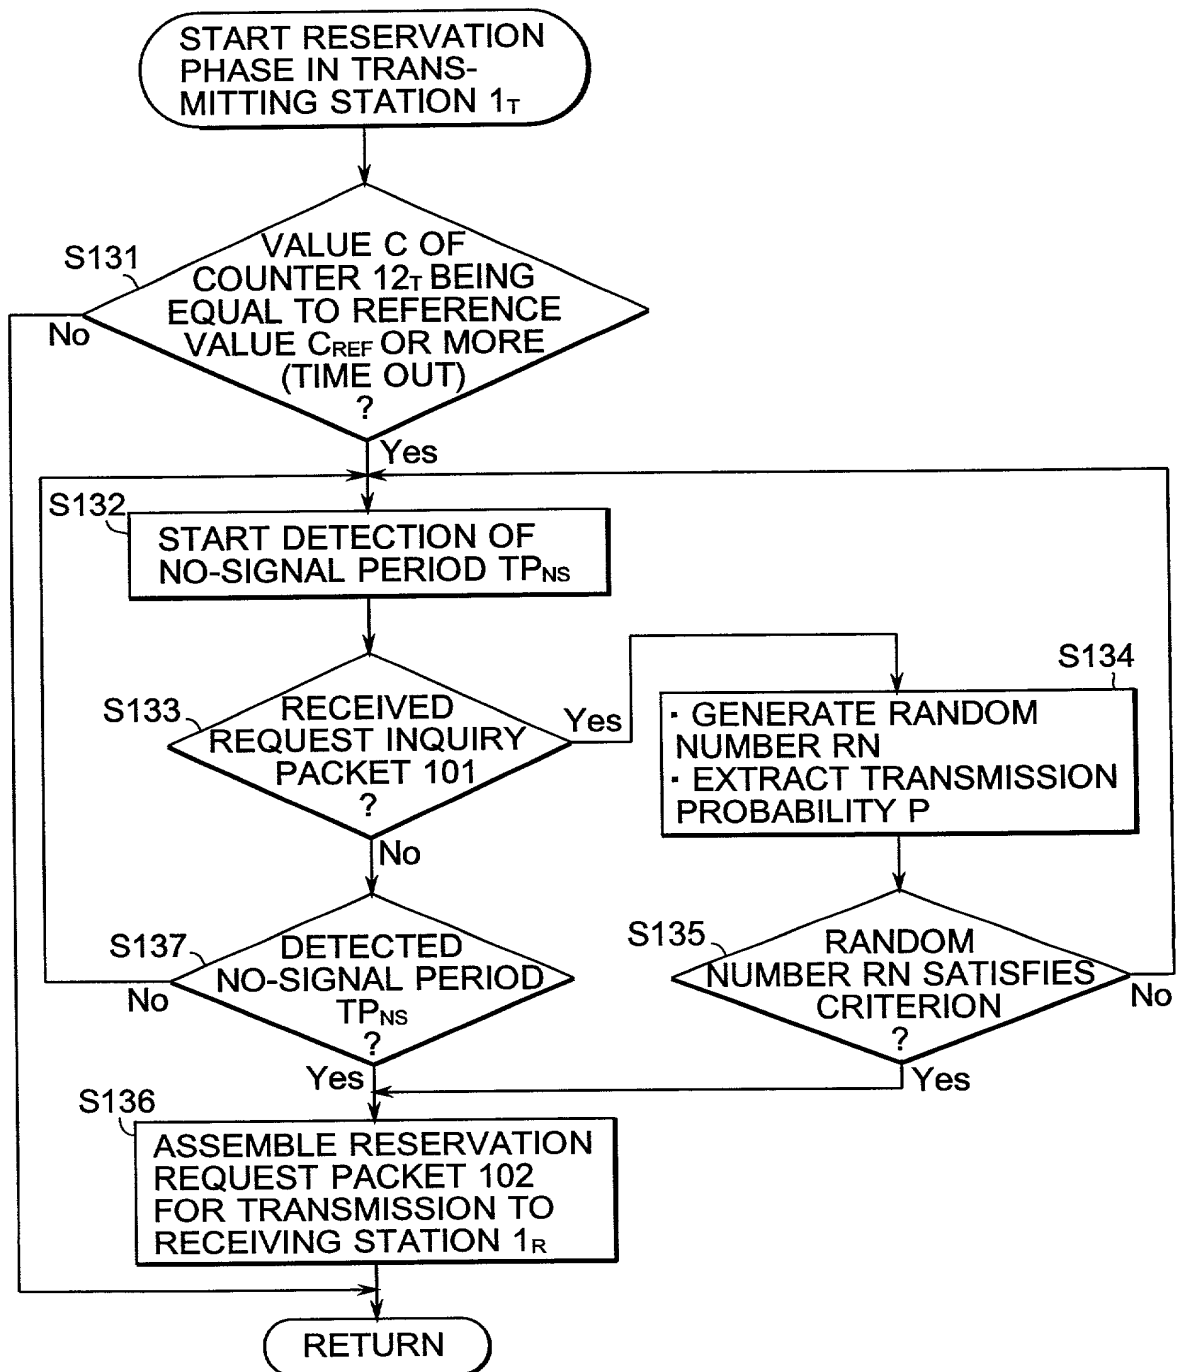 START RESERVATION
PHASE IN TRANS-
MITTING STATION 1T
S131
VALUE C OF
COUNTER 12T BEING
EQUAL TO REFERENCE
VALUE CREF OR MORE
(TIME OUT)
?
No
Yes
S132
START DETECTION OF
NO-SIGNAL PERIOD TPNS
S133
RECEIVED
REQUEST INQUIRY
PACKET 101
?
Yes
No
S134
· GENERATE RANDOM
NUMBER RN
· EXTRACT TRANSMISSION
PROBABILITY P
S137
DETECTED
NO-SIGNAL PERIOD
TPNS
?
No
Yes
S135
RANDOM
NUMBER RN SATISFIES
CRITERION
?
No
Yes
S136
ASSEMBLE RESERVATION
REQUEST PACKET 102
FOR TRANSMISSION TO
RECEIVING STATION 1R
RETURN